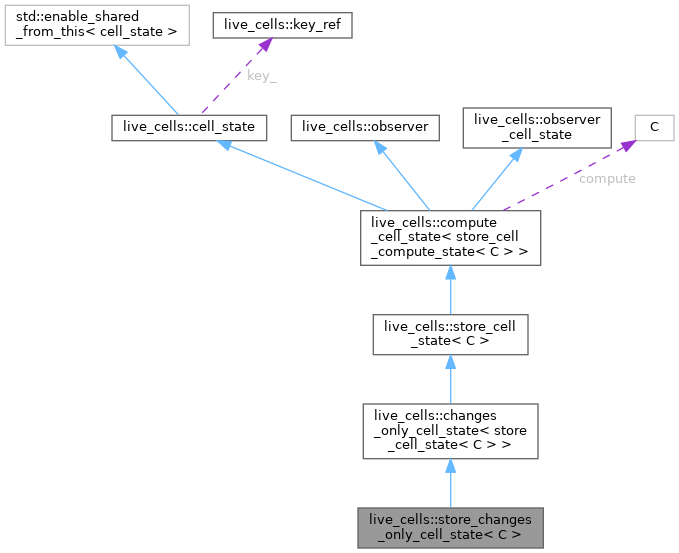 std::enable_shared
_from_this< cell_state >
live_cells::key_ref
key_
live_cells::cell_state
live_cells::observer
live_cells::observer
_cell_state
C
compute
live_cells::compute
_cell_state< store_cell
_compute_state< C > >
live_cells::store_cell
_state< C >
live_cells::changes
_only_cell_state< store
_cell_state< C > >
live_cells::store_changes
_only_cell_state< C >